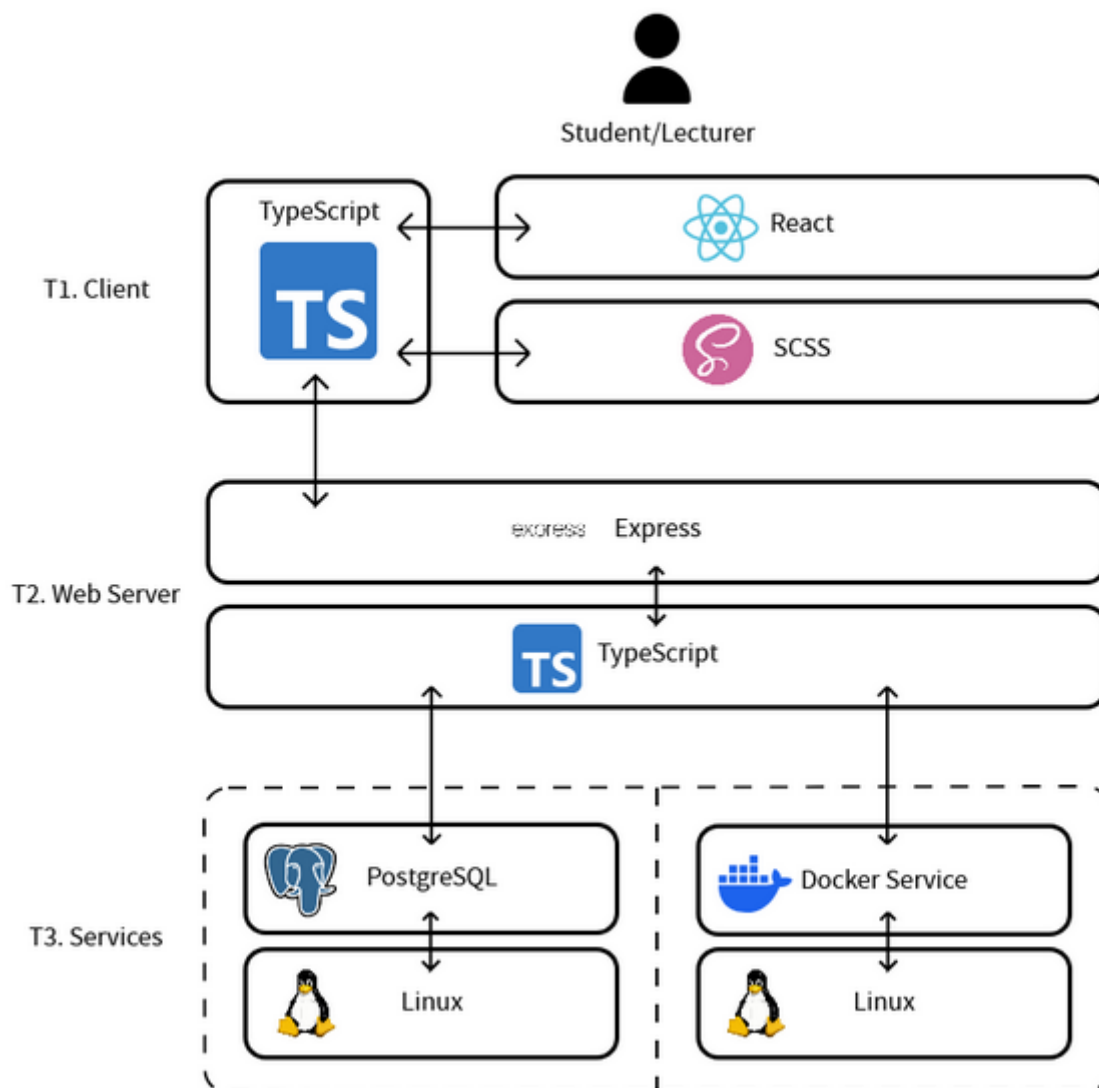 Student/Lecturer
TypeScript
TS
React
T1. Client
SCSS
express Express
T2. Web Server
TS TypeScript
PostgreSQL
Docker Service
T3. Services
Linux
Linux